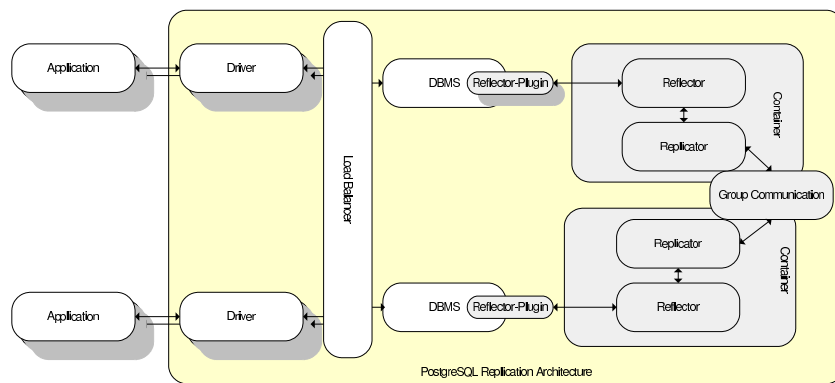 Application
Driver
Load Ballancer
DBMS
Reflector-Plugin
Reflector
Replicator
Container
Group Communication
Replicator
Container
Reflector
Application
Driver
DBMS
Reflector-Plugin
PostgreSQL Replication Architecture